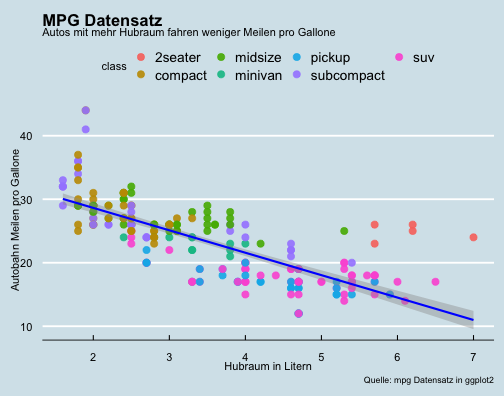 MPG Datensatz
Autos mit mehr Hubraum fahren weniger Meilen pro Gallone
class 2seater midsize pickup suv
compact minivan subcompact
Autobahn Meilen pro Gallone
40
30
20
10
2 3 4 5 6 7
Hubraum in Litern
Quelle: mpg Datensatz in ggplot2